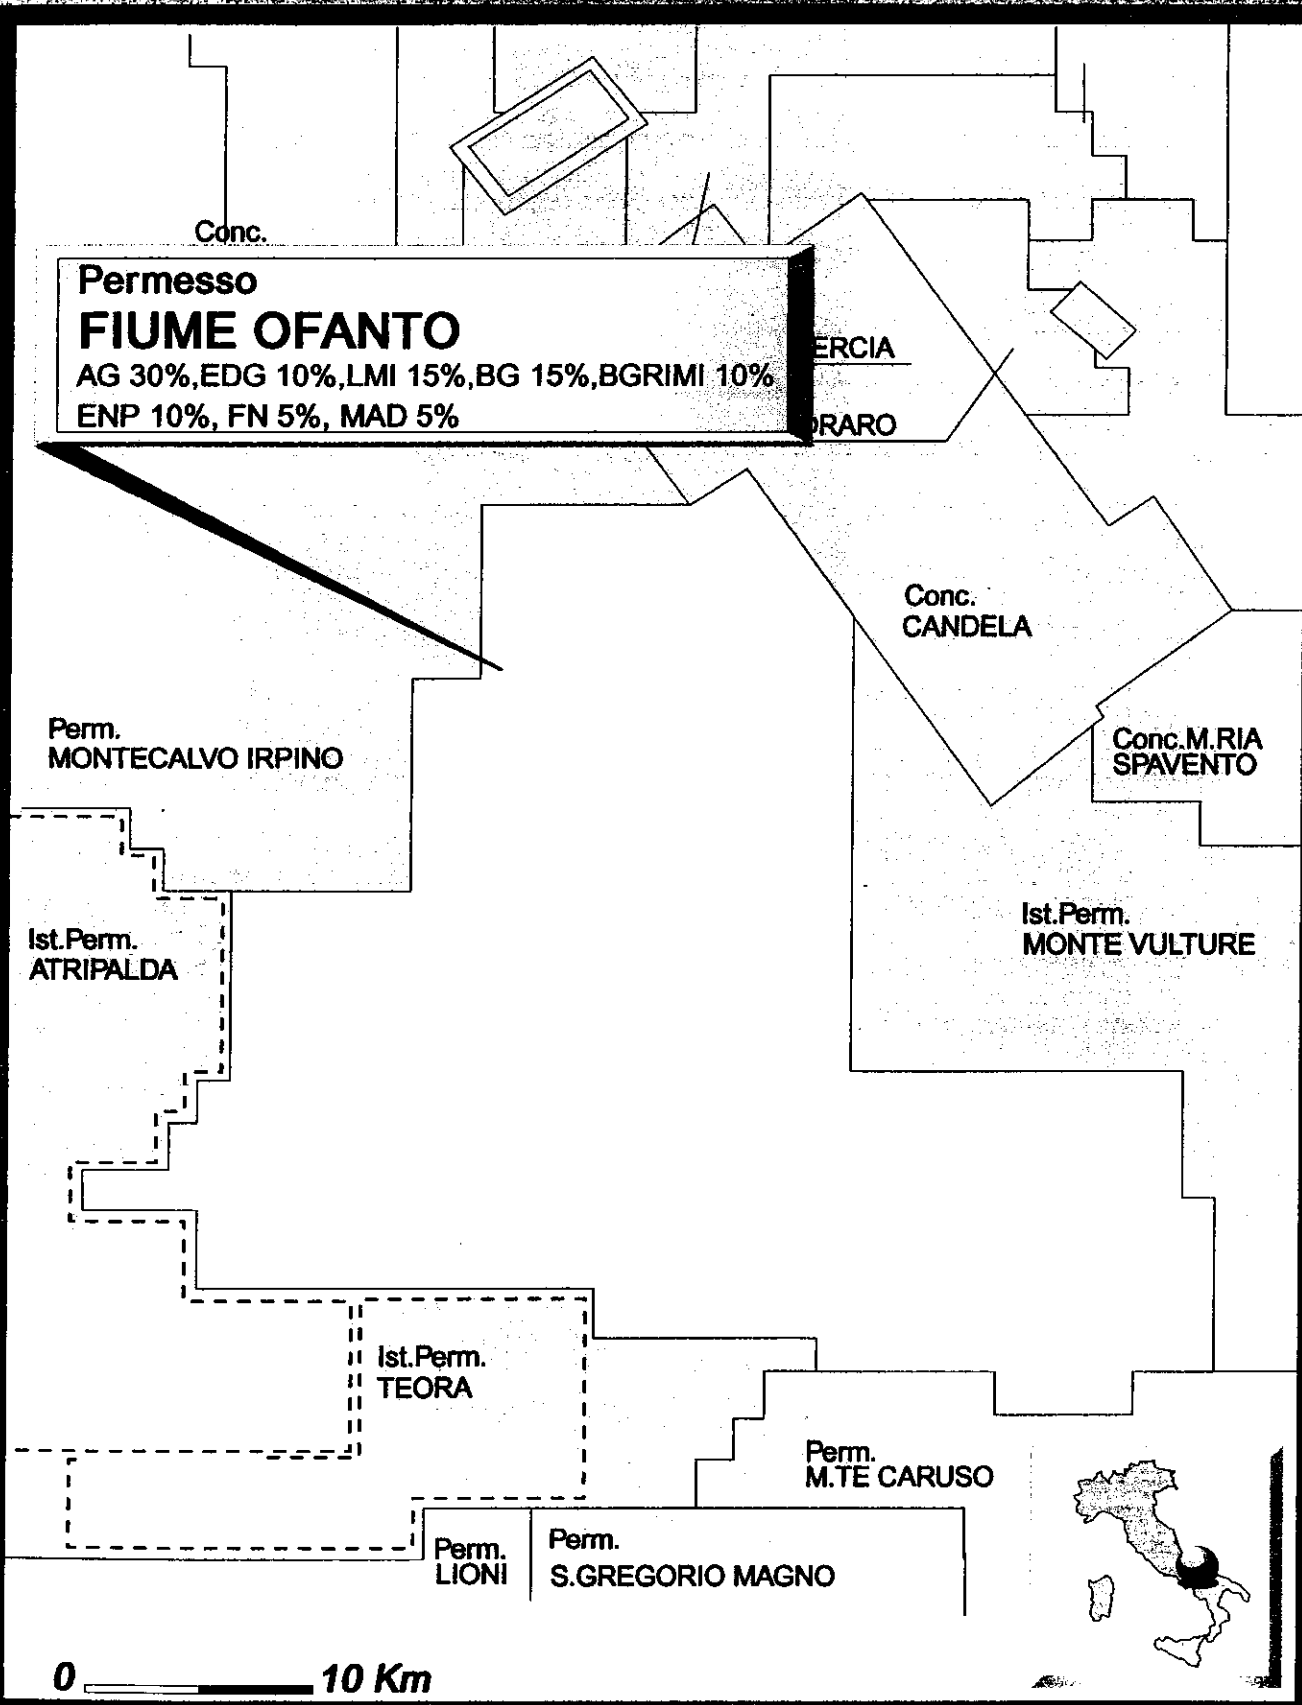 Conc.
Permesso
FIUME OFANTO
AG 30%,EDG 10%,LMI 15%,BG 15%,BGRIMI 10%
ENP 10%, FN 5%, MAD 5%
ERCIA
ORARO
Conc.
CANDELA
Perm.
MONTECALVO IRPINO
Conc.M.RIA
SPAVENTO
Ist.Perm.
ATRIPALDA
Ist.Perm.
MONTE VULTURE
Ist.Perm.
TEORA
Perm.
M.TE CARUSO
Perm.
LIONI
Perm.
S.GREGORIO MAGNO
0 10 Km